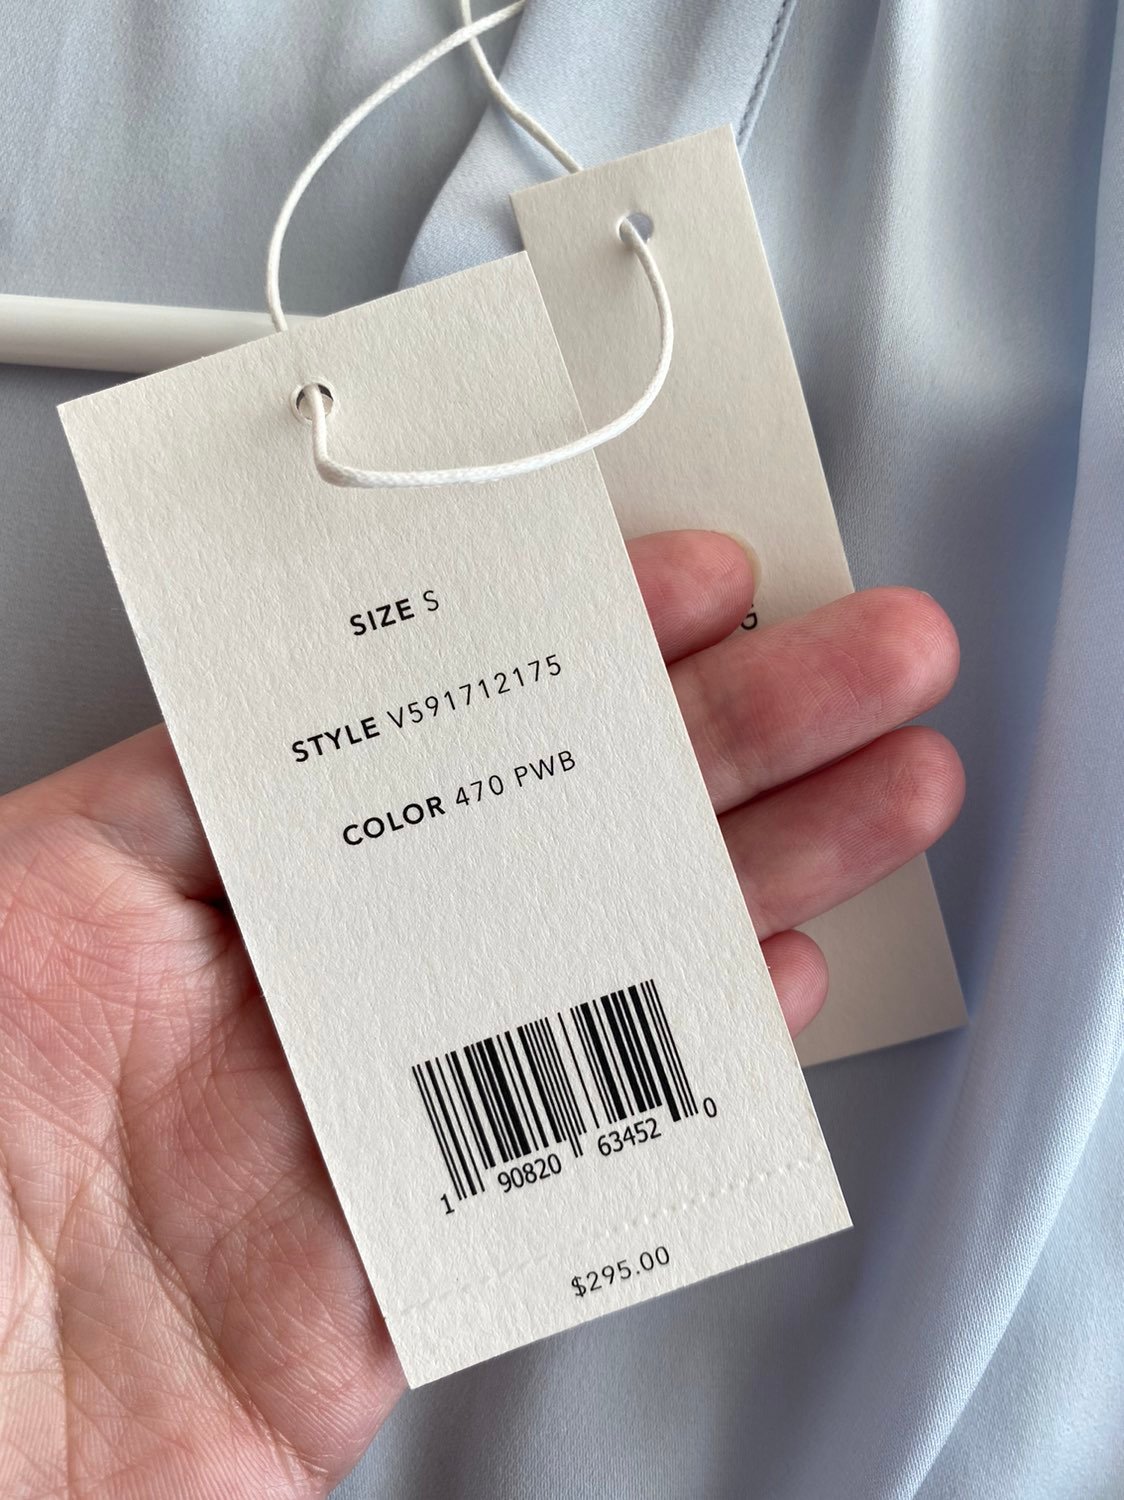 SIZE S
STYLE V591712175
COLOR 470 PWB
1 90820 63452 0
$295.00
G